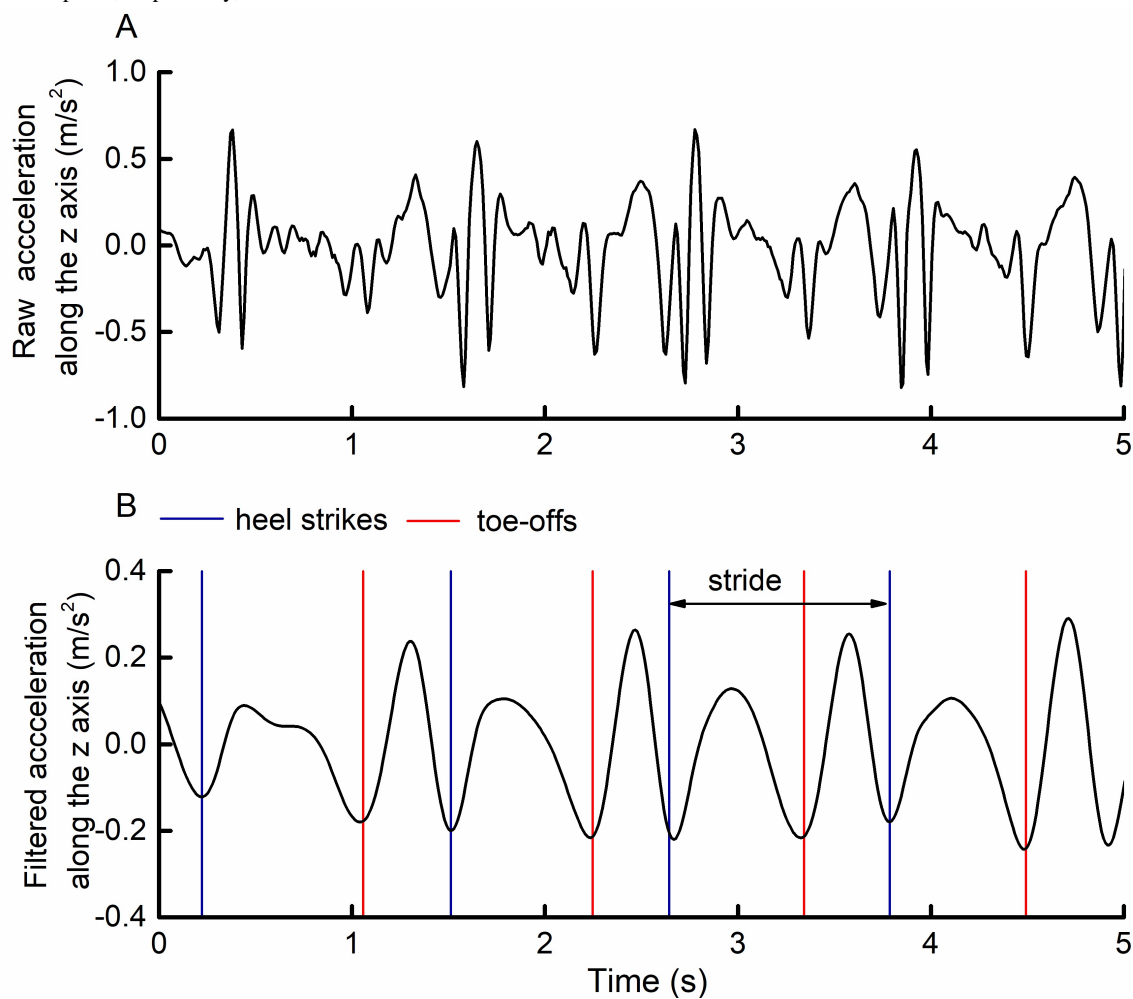 A
1.0
0.5
0.0
-0.5
-1.0
Raw accceleration
along the z axis (m/s²)
0 1 2 3 4 5
B
heel strikes toe-offs
stride
0.4
0.2
0.0
-0.2
-0.4
Filtered accceleration
along the z axis (m/s²)
0 1 2 3 4 5
Time (s)